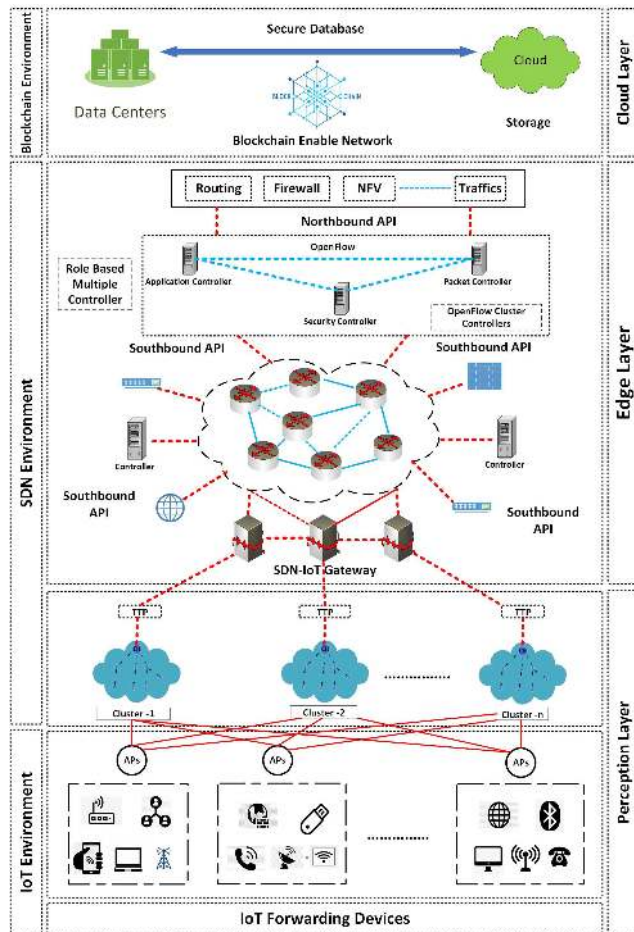 Blockchain Environment
Secure Database
Cloud
Data Centers
BLOCK CHAIN
Storage
Blockchain Enable Network
Cloud Layer
SDN Environment
Routing
Firewall
NFV
Traffics
Northbound API
OpenFlow
Role Based
Multiple
Controller
Application Controller
Packet Controller
Security Controller
OpenFlow Cluster
Controllers
Southbound API
Southbound API
Edge Layer
Controller
Controller
Southbound
API
Southbound
API
SDN-IoT Gateway
TTP
TTP
TTP
Cluster -1
Cluster -2
Cluster -n
Perception Layer
IoT Environment
APs
APs
APs
IoT Forwarding Devices